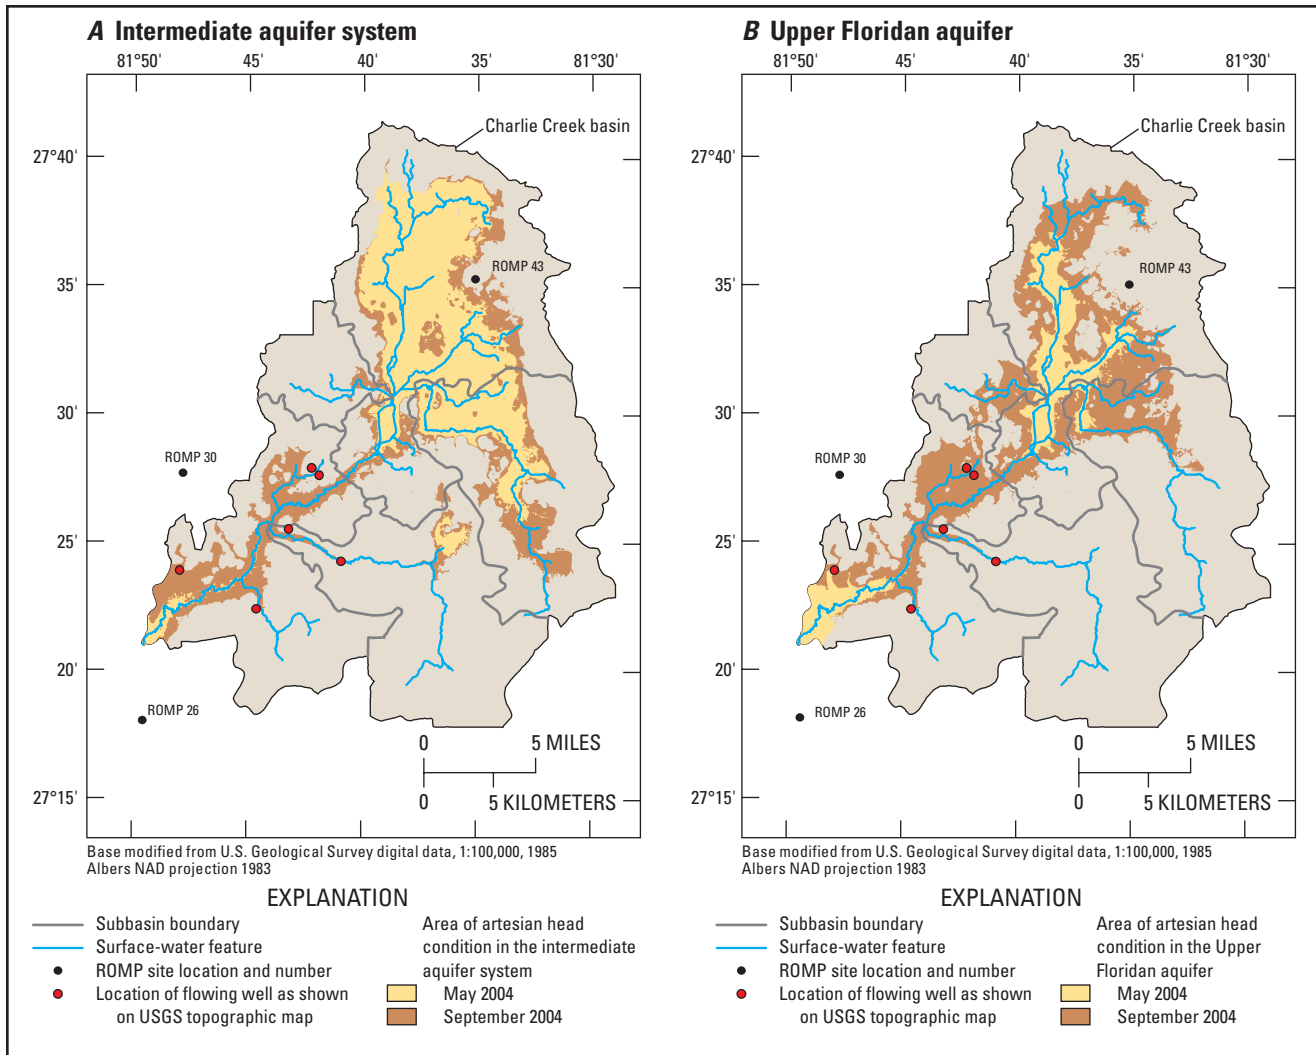 A Intermediate aquifer system
81°50' 45' 40' 35' 81°30'
Charlie Creek basin
27°40'
ROMP 43
35'
30'
ROMP 30
25'
20'
ROMP 26
0 5 MILES
0 5 KILOMETERS
27°15'
Base modified from U.S. Geological Survey digital data, 1:100,000, 1985
Albers NAD projection 1983
EXPLANATION
Subbasin boundary
Surface-water feature
ROMP site location and number
Location of flowing well as shown
on USGS topographic map
Area of artesian head
condition in the intermediate
aquifer system
May 2004
September 2004
B Upper Floridan aquifer
81°50' 45' 40' 35' 81°30'
Charlie Creek basin
27°40'
ROMP 43
35'
30'
ROMP 30
25'
20'
ROMP 26
0 5 MILES
0 5 KILOMETERS
27°15'
Base modified from U.S. Geological Survey digital data, 1:100,000, 1985
Albers NAD projection 1983
EXPLANATION
Subbasin boundary
Surface-water feature
ROMP site location and number
Location of flowing well as shown
on USGS topographic map
Area of artesian head
condition in the Upper
Floridan aquifer
May 2004
September 2004